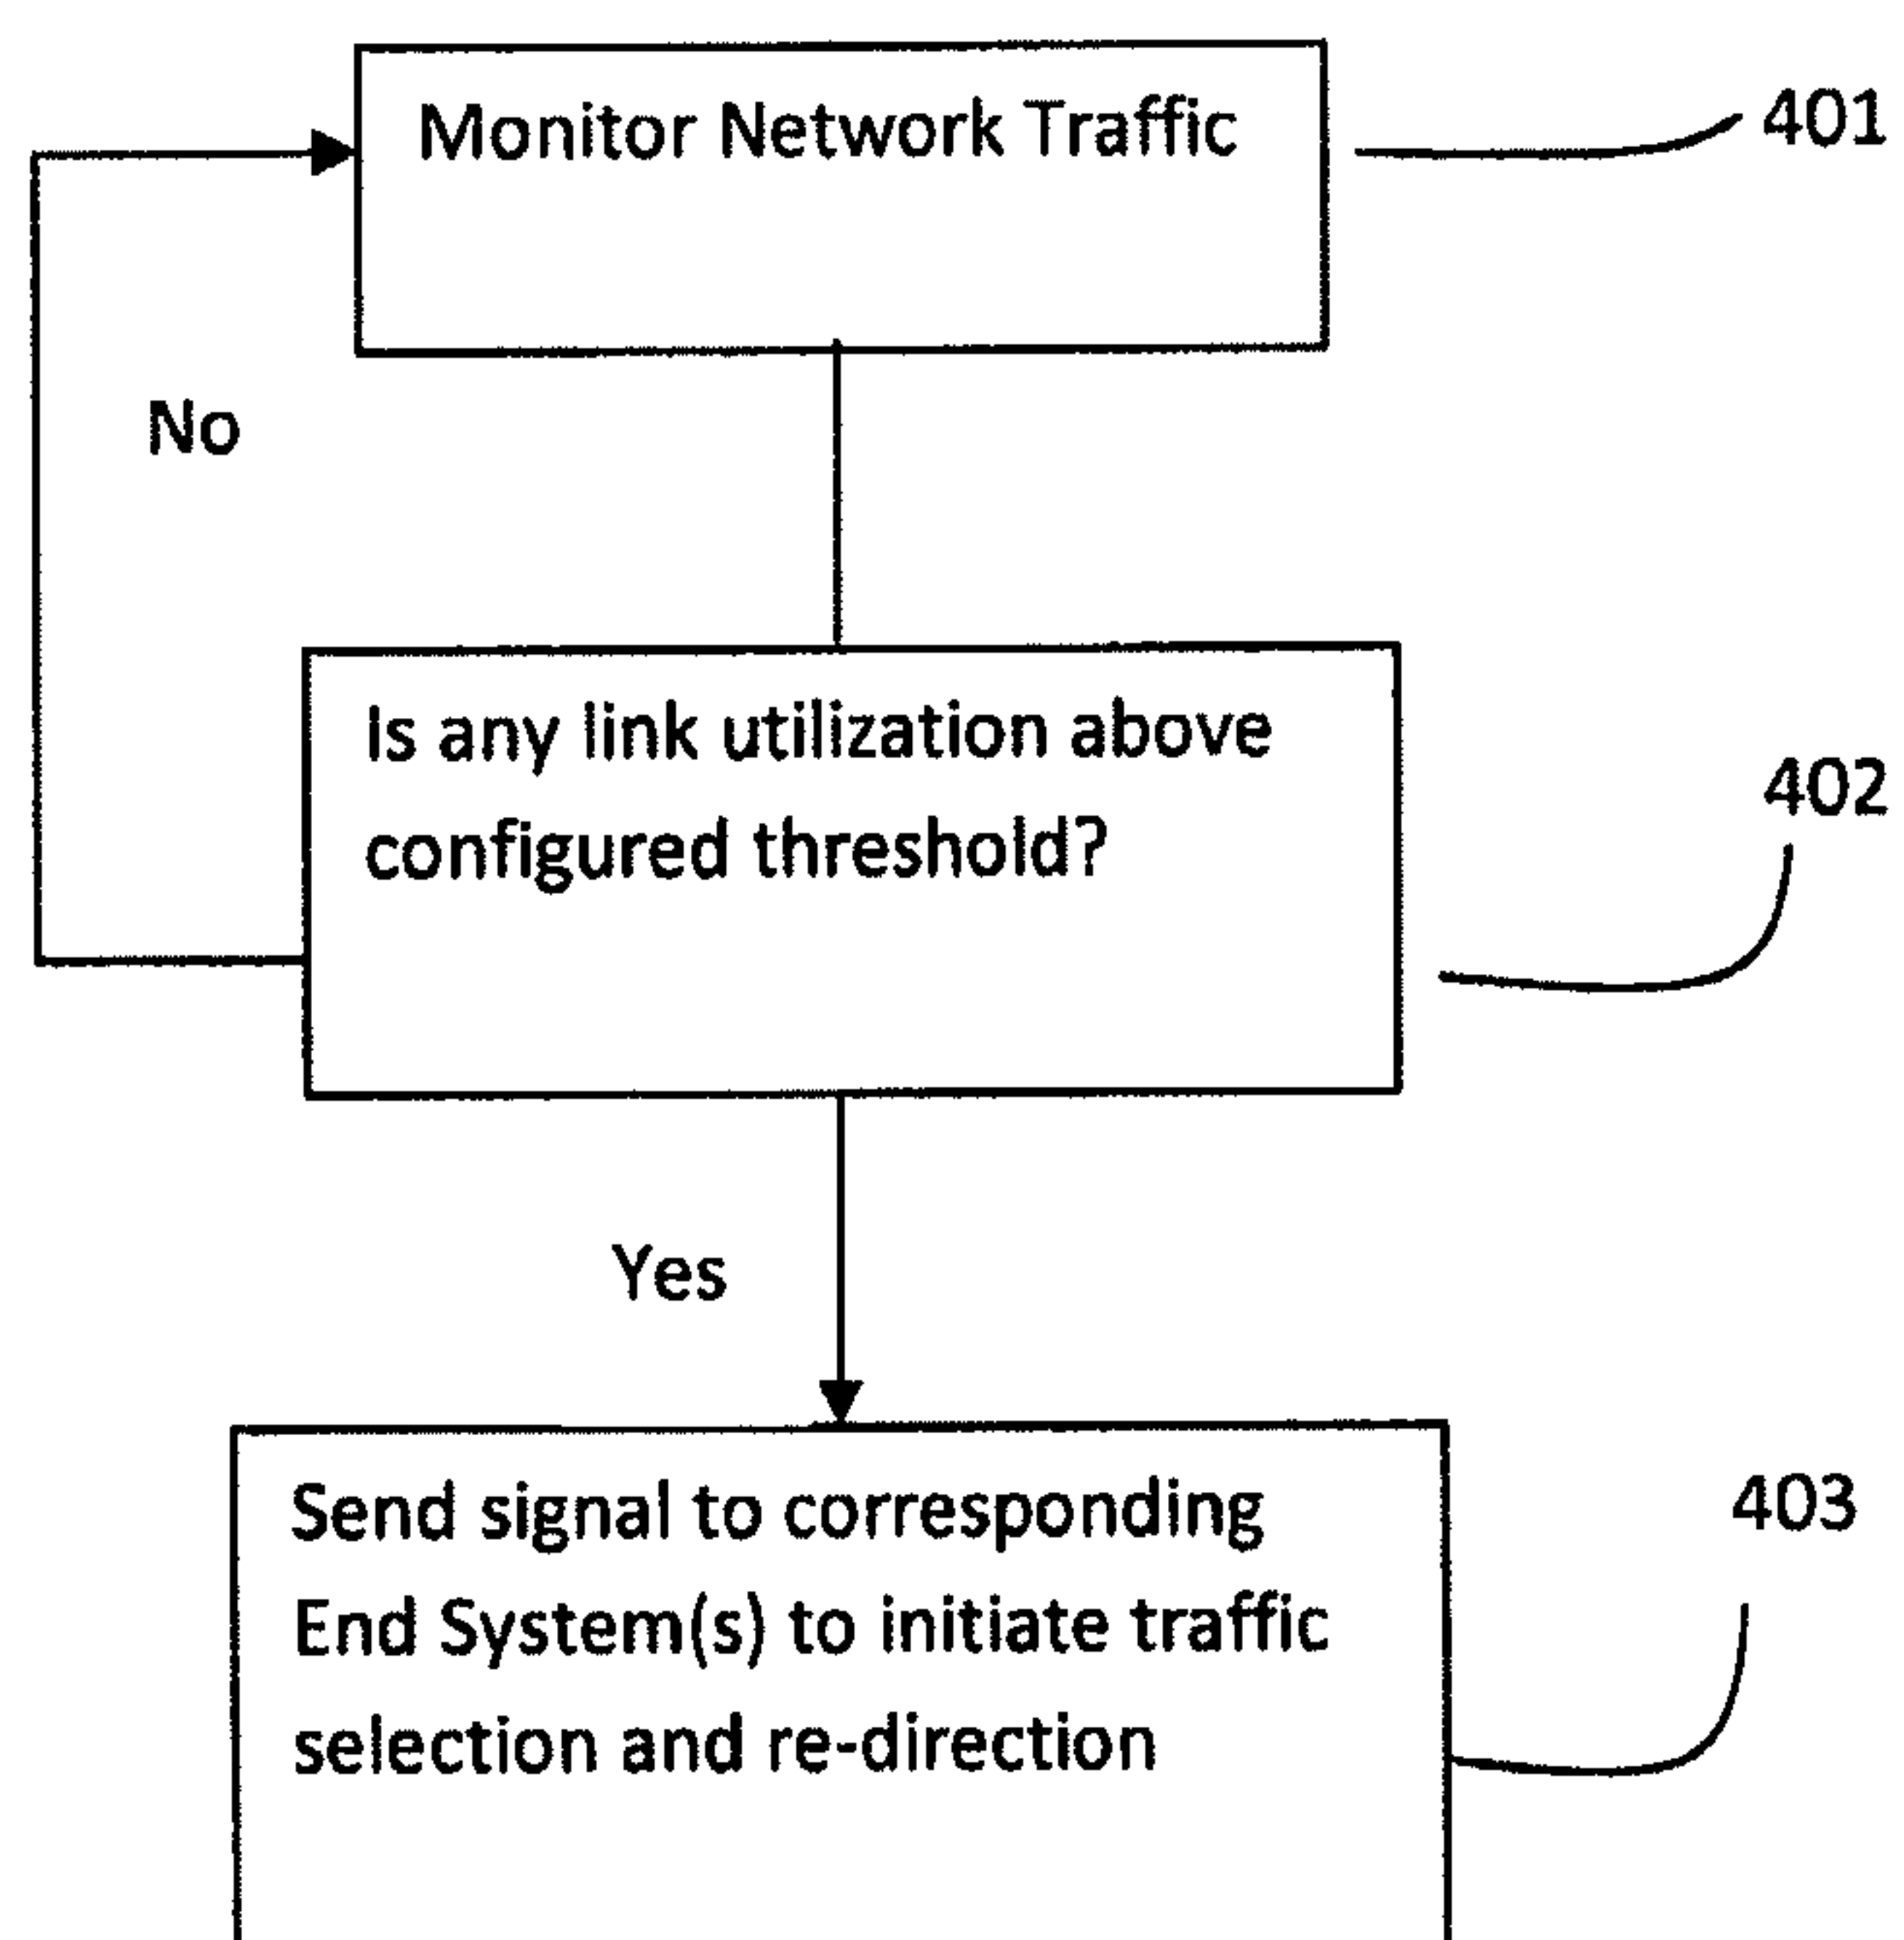 Monitor Network Traffic
401
No
Is any link utilization above
configured threshold?
402
Yes
Send signal to corresponding
End System(s) to initiate traffic
selection and re-direction
403